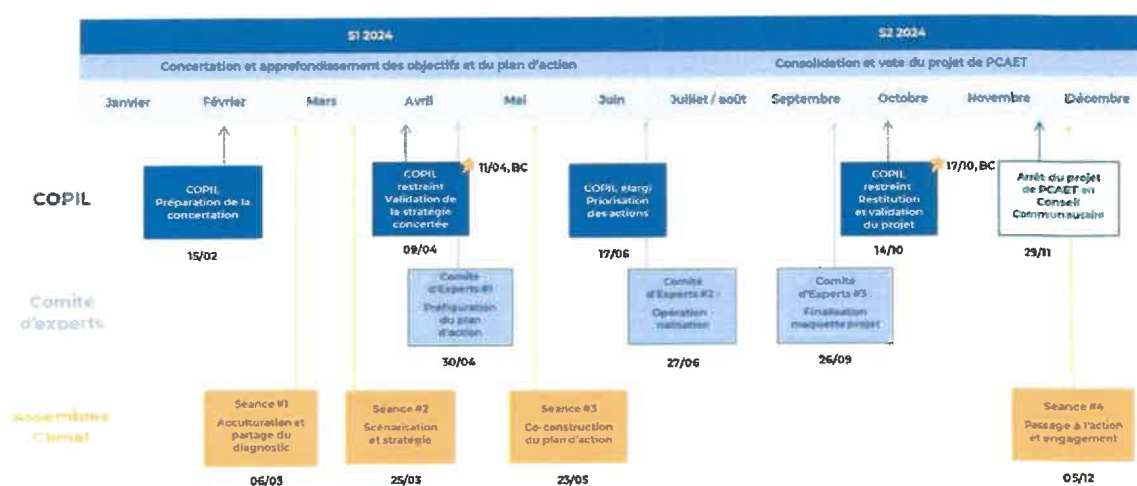 S1 2024
S2 2024
Concertation et approfondissement des objectifs et du plan d'action
Consolidation et vote du projet de PCAET
Janvier
Février
Mars
Avril
Mai
Juin
Juillet / août
Septembre
Octobre
Novembre
Décembre
COPIL
COPIL
Préparation de la
concertation
15/02
COPIL
restreint
Validation de
la stratégie
concertée
09/04
11/04, BC
COPIL élargi
Priorisation
des actions
17/06
COPIL
restreint
Restitution
et validation
du projet
14/10
17/10, BC
Arrêt du projet
de PCAET en
Conseil
Communautaire
29/11
Comité
d'experts
Comité
d'Experts #1
Préfiguration
du plan
d'action
30/04
Comité
d'Experts #2
Opération -
nalisation
27/06
Comité
d'Experts #3
Finalisation
maquette projet
26/09
Assemblée
Climat
Séance #1
Acculturation et
partage du
diagnostic
06/03
Séance #2
Scénarisation
et stratégie
25/03
Séance #3
Co-construction
du plan d'action
23/05
Séance #4
Passage à l'action
et engagement
05/12